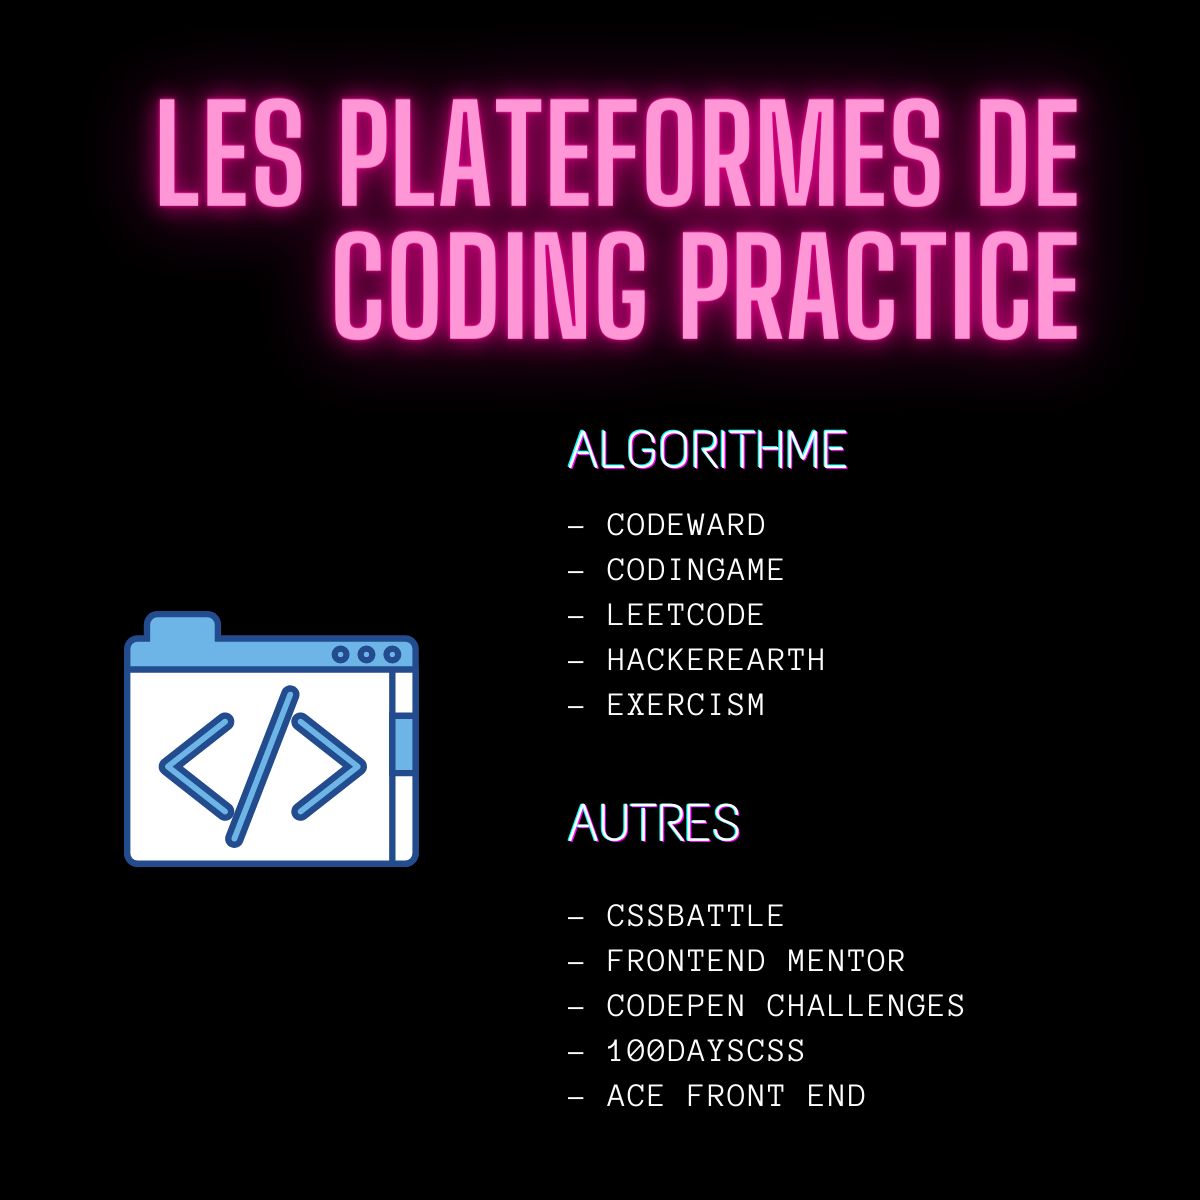 LES PLATEFORMES DE
CODING PRACTICE
ALGORITHME
– CODEWARD
– CODINGAME
– LEETCODE
– HACKEREARTH
– EXERCISM
AUTRES
– CSSBATTLE
– FRONTEND MENTOR
– CODEPEN CHALLENGES
– 100DAYSCSS
– ACE FRONT END